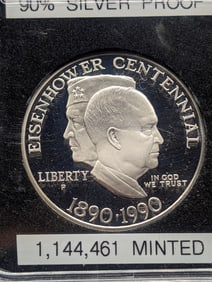 90% SILVER PROOF
EISENHOWER CENTENNIAL
LIBERTY
P
IN GOD
WE TRUST
1890-1990
1,144,461 MINTED